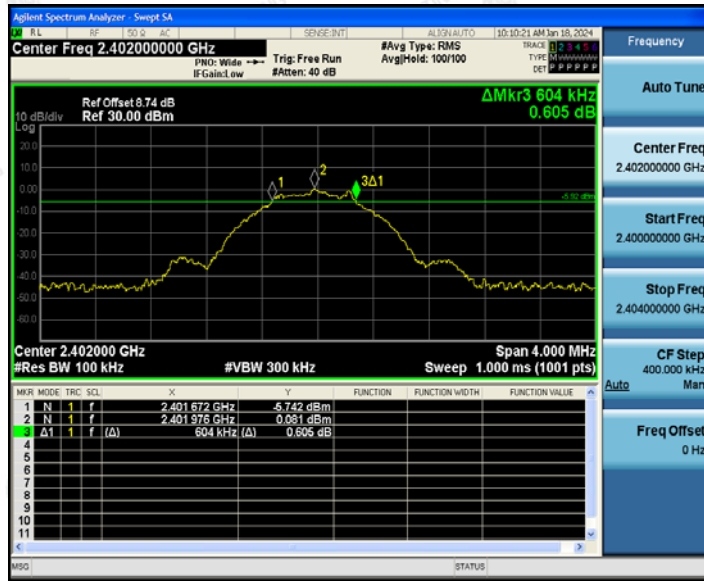 Agilent Spectrum Analyzer - Swept SA
RL RF 50 Ω AC SENSE:INT ALIGN AUTO 10:10:21 AM Jan 18, 2024
Center Freq 2.402000000 GHz
PNO: Wide
IFGain:Low
Trig: Free Run
#Atten: 40 dB
#Avg Type: RMS
Avg|Hold: 100/100
TRACE 1 2 3 4 5 6
TYPE M
DET P P P P P P
ΔMkr3 604 kHz
0.605 dB
Ref Offset 8.74 dB
10 dB/div Ref 30.00 dBm
Log
20.0
10.0
0.00
-10.0
-20.0
-30.0
-40.0
-50.0
-60.0
1
2
3Δ1
-5.92 dBm
Center 2.402000 GHz Span 4.000 MHz
#Res BW 100 kHz #VBW 300 kHz Sweep 1.000 ms (1001 pts)
MKR MODE TRC SCL X Y FUNCTION FUNCTION WIDTH FUNCTION VALUE
1 N 1 f 2.401 672 GHz -5.742 dBm
2 N 1 f 2.401 976 GHz 0.081 dBm
3 Δ1 1 f (Δ) 604 kHz (Δ) 0.605 dB
4
5
6
7
8
9
10
11
MSG STATUS
Frequency
Auto Tune
Center Freq
2.402000000 GHz
Start Freq
2.400000000 GHz
Stop Freq
2.404000000 GHz
CF Step
400.000 kHz
Auto Man
Freq Offset
0 Hz